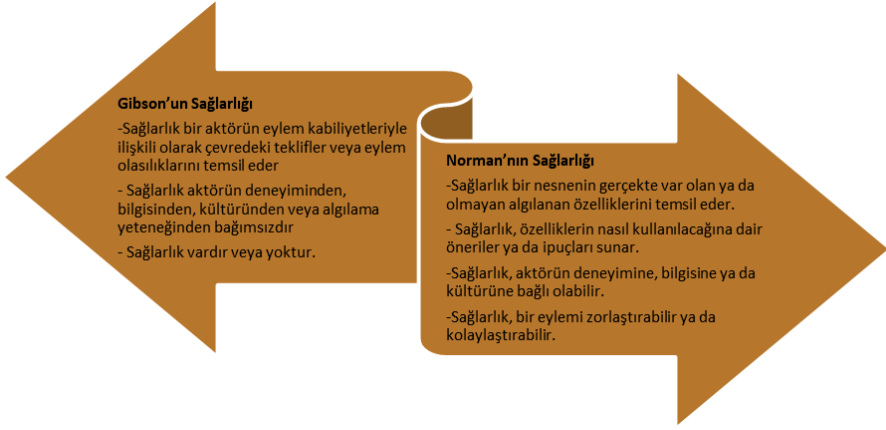 Gibson’un Sağlarlığı
-Sağlarlık bir aktörün eylem kabiliyetleriyle
ilişkili olarak çevredeki teklifler veya eylem
olasılıklarını temsil eder
- Sağlarlık aktörün deneyiminden,
bilgisinden, kültüründen veya algılama
yeteneğinden bağımsızdır
- Sağlarlık vardır veya yoktur.
Norman’nın Sağlarlığı
-Sağlarlık bir nesnenin gerçekte var olan ya da
olmayan algılanan özelliklerini temsil eder.
- Sağlarlık, özelliklerin nasıl kullanılacağına dair
öneriler ya da ipuçları sunar.
-Sağlarlık, aktörün deneyimine, bilgisine ya da
kültürüne bağlı olabilir.
-Sağlarlık, bir eylemi zorlaştırabilir ya da
kolaylaştırabilir.